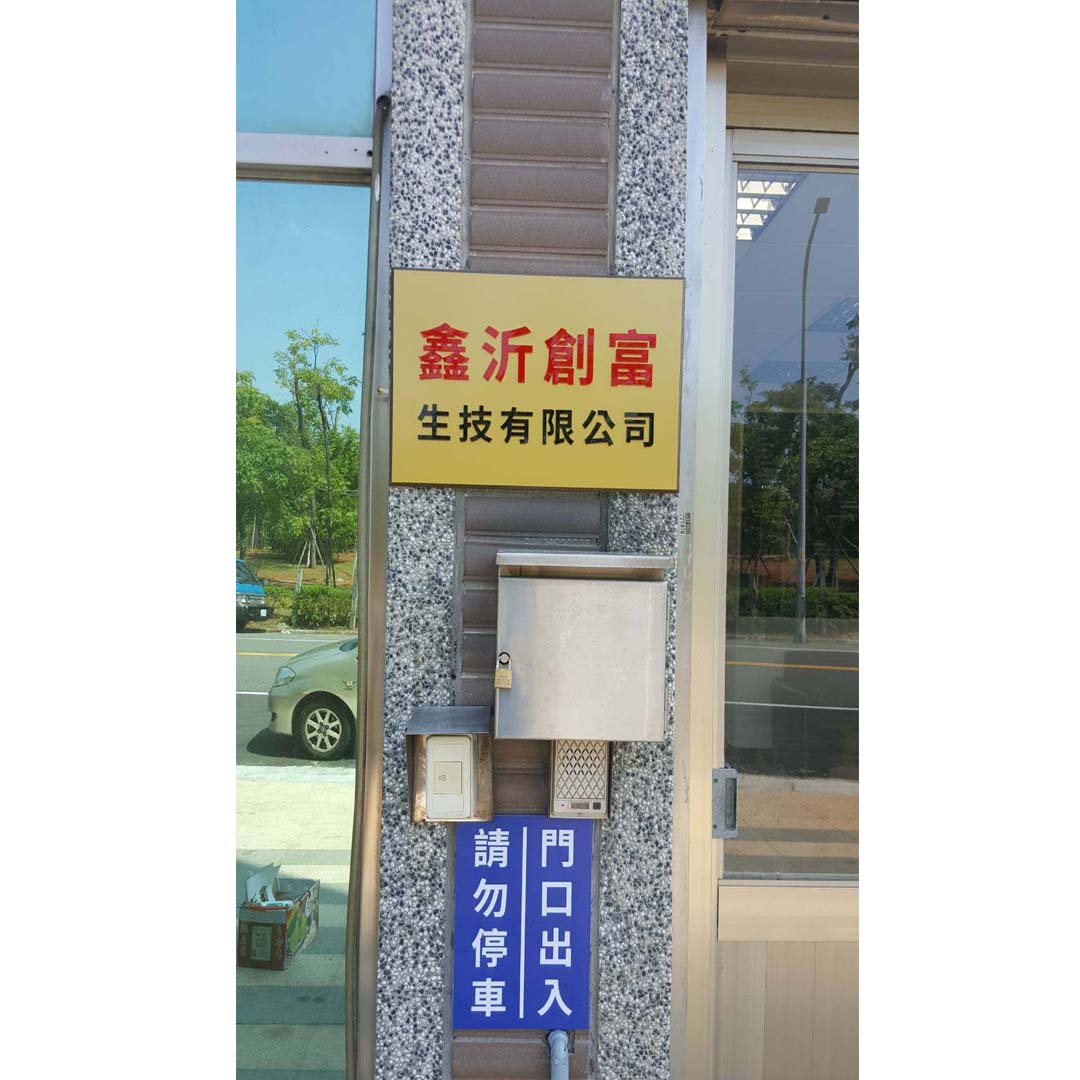 鑫沂創富
生技有限公司
門口出入
請勿停車